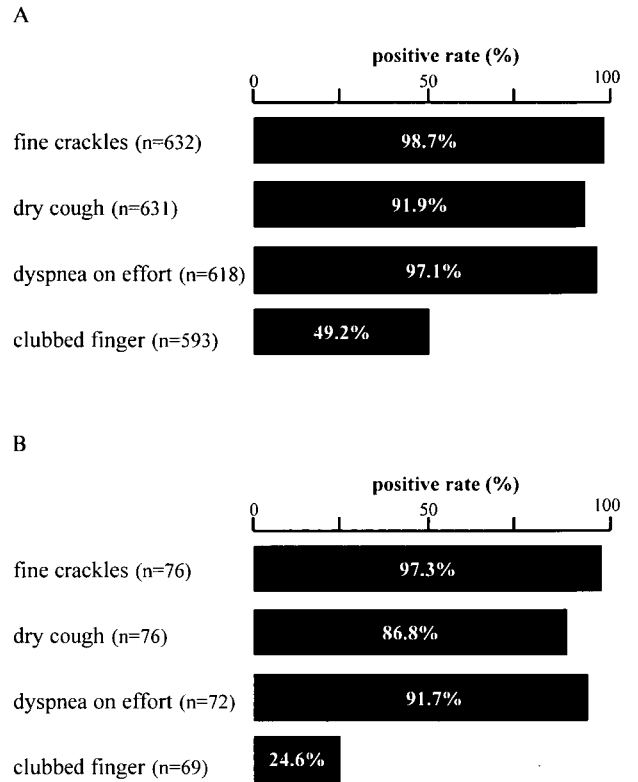 A
positive rate (%)
0 50 100
fine crackles (n=632) 98.7%
dry cough (n=631) 91.9%
dyspnea on effort (n=618) 97.1%
clubbed finger (n=593) 49.2%
B
positive rate (%)
0 50 100
fine crackles (n=76) 97.3%
dry cough (n=76) 86.8%
dyspnea on effort (n=72) 91.7%
clubbed finger (n=69) 24.6%